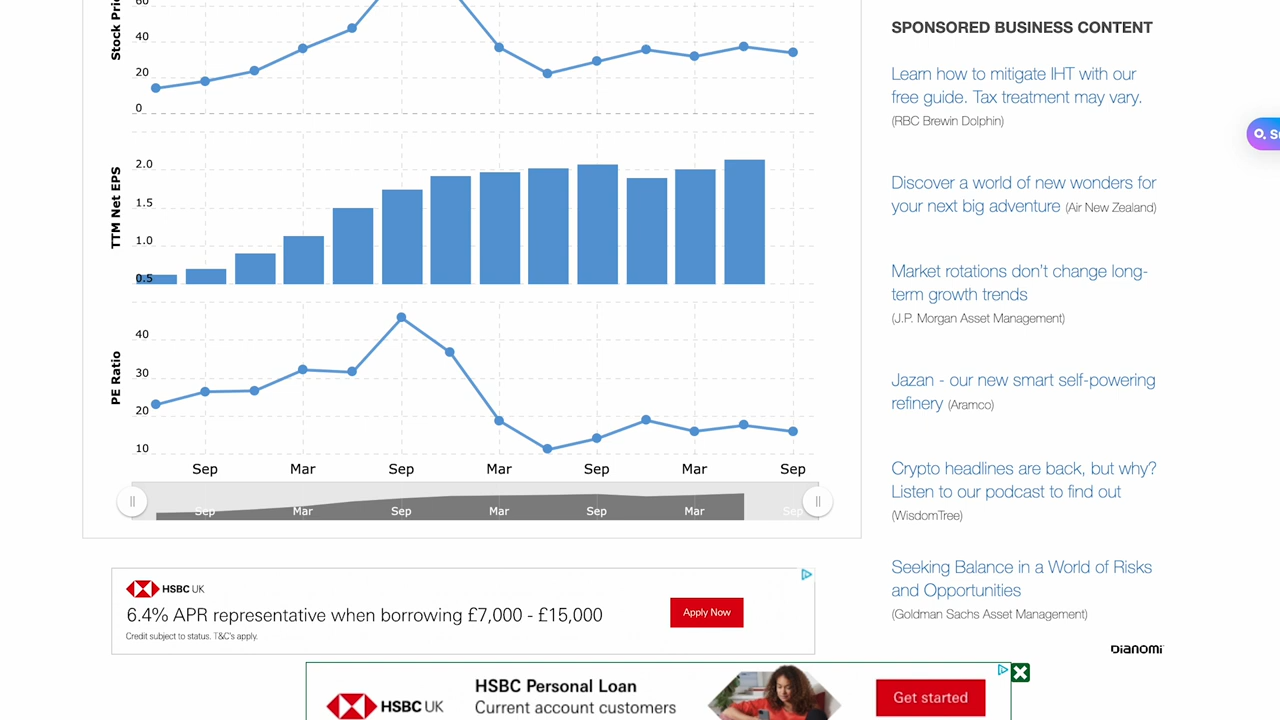 Stock Pri
60
40
20
0
TTM Net EPS
2.0
1.5
1.0
0.5
PE Ratio
40
30
20
10
Sep Mar Sep Mar Sep Mar Sep
Sep Mar Sep Mar Sep Mar Sep
HSBC UK
6.4% APR representative when borrowing £7,000 - £15,000
Credit subject to status. T&C's apply.
Apply Now
HSBC UK
HSBC Personal Loan
Current account customers
Get started
SPONSORED BUSINESS CONTENT
Learn how to mitigate IHT with our
free guide. Tax treatment may vary.
(RBC Brewin Dolphin)
Discover a world of new wonders for
your next big adventure (Air New Zealand)
Market rotations don't change long-
term growth trends
(J.P. Morgan Asset Management)
Jazan - our new smart self-powering
refinery (Aramco)
Crypto headlines are back, but why?
Listen to our podcast to find out
(WisdomTree)
Seeking Balance in a World of Risks
and Opportunities
(Goldman Sachs Asset Management)
Dianomi